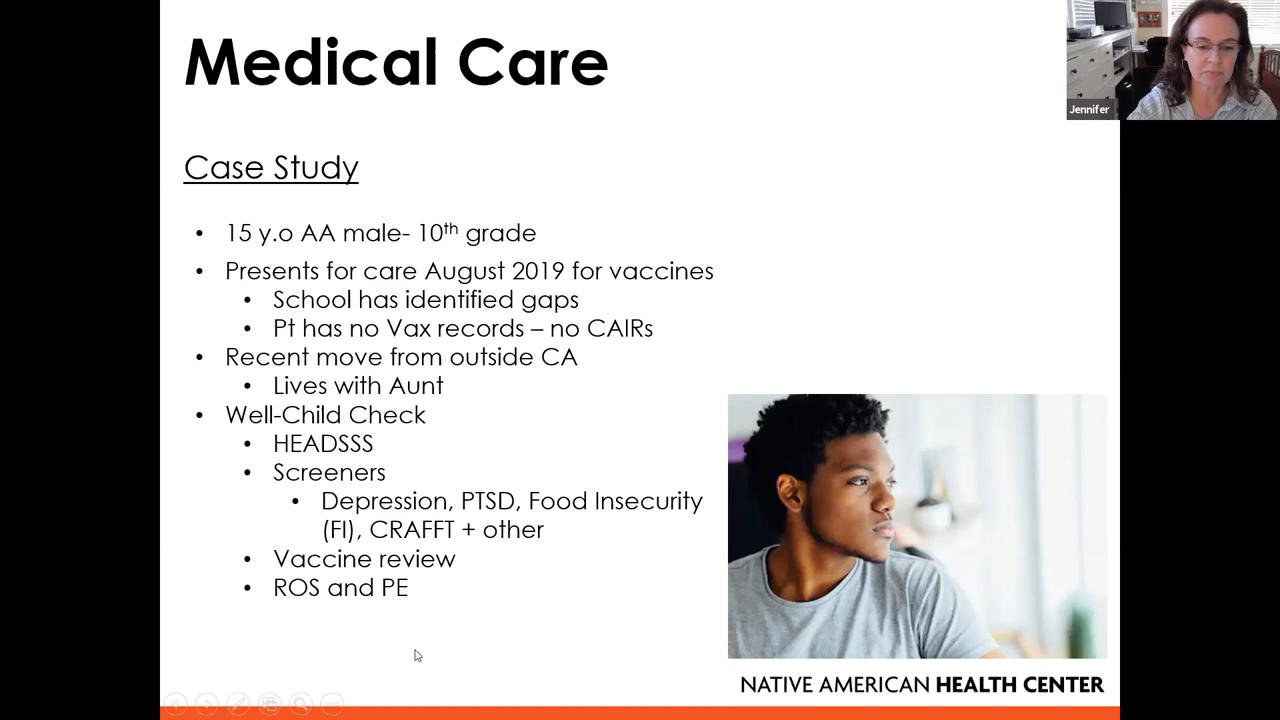 Medical Care
Jennifer
Case Study
• 15 y.o AA male- 10th grade
• Presents for care August 2019 for vaccines
• School has identified gaps
• Pt has no Vax records – no CAIRs
• Recent move from outside CA
• Lives with Aunt
• Well-Child Check
• HEADSSS
• Screeners
• Depression, PTSD, Food Insecurity
(FI), CRAFFT + other
• Vaccine review
• ROS and PE
NATIVE AMERICAN HEALTH CENTER